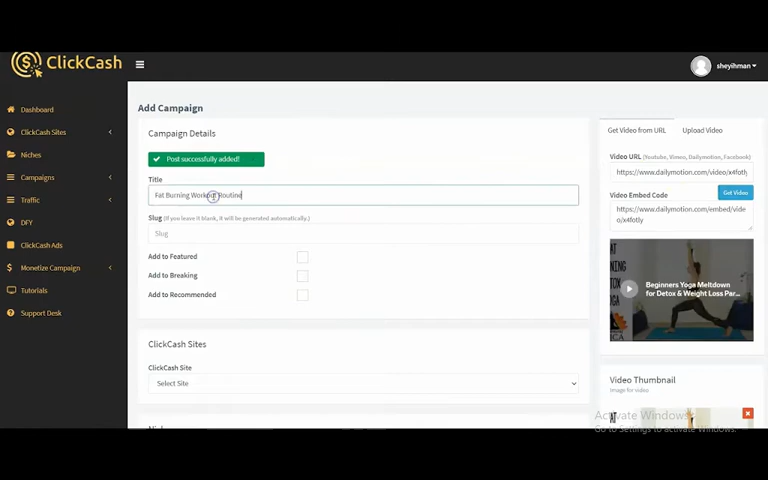 ClickCash
sheyihman
Dashboard
ClickCash Sites
Niches
Campaigns
Traffic
DFY
ClickCash Ads
Monetize Campaign
Tutorials
Support Desk
Add Campaign
Campaign Details
Post successfully added!
Title
Fat Burning Workout Routine
Slug (If you leave it blank, it will be generated automatically.)
Slug
Add to Featured
Add to Breaking
Add to Recommended
ClickCash Sites
ClickCash Site
Select Site
Get Video from URL
Upload Video
Video URL (Youtube, Vimeo, Dailymotion, Facebook)
https://www.dailymotion.com/video/x4fotly
Video Embed Code
Get Video
https://www.dailymotion.com/embed/vide
o/x4fotly
Beginners Yoga Meltdown
for Detox & Weight Loss Par...
Video Thumbnail
Image for video
Activate Windows
Go to Settings to activate Windows.